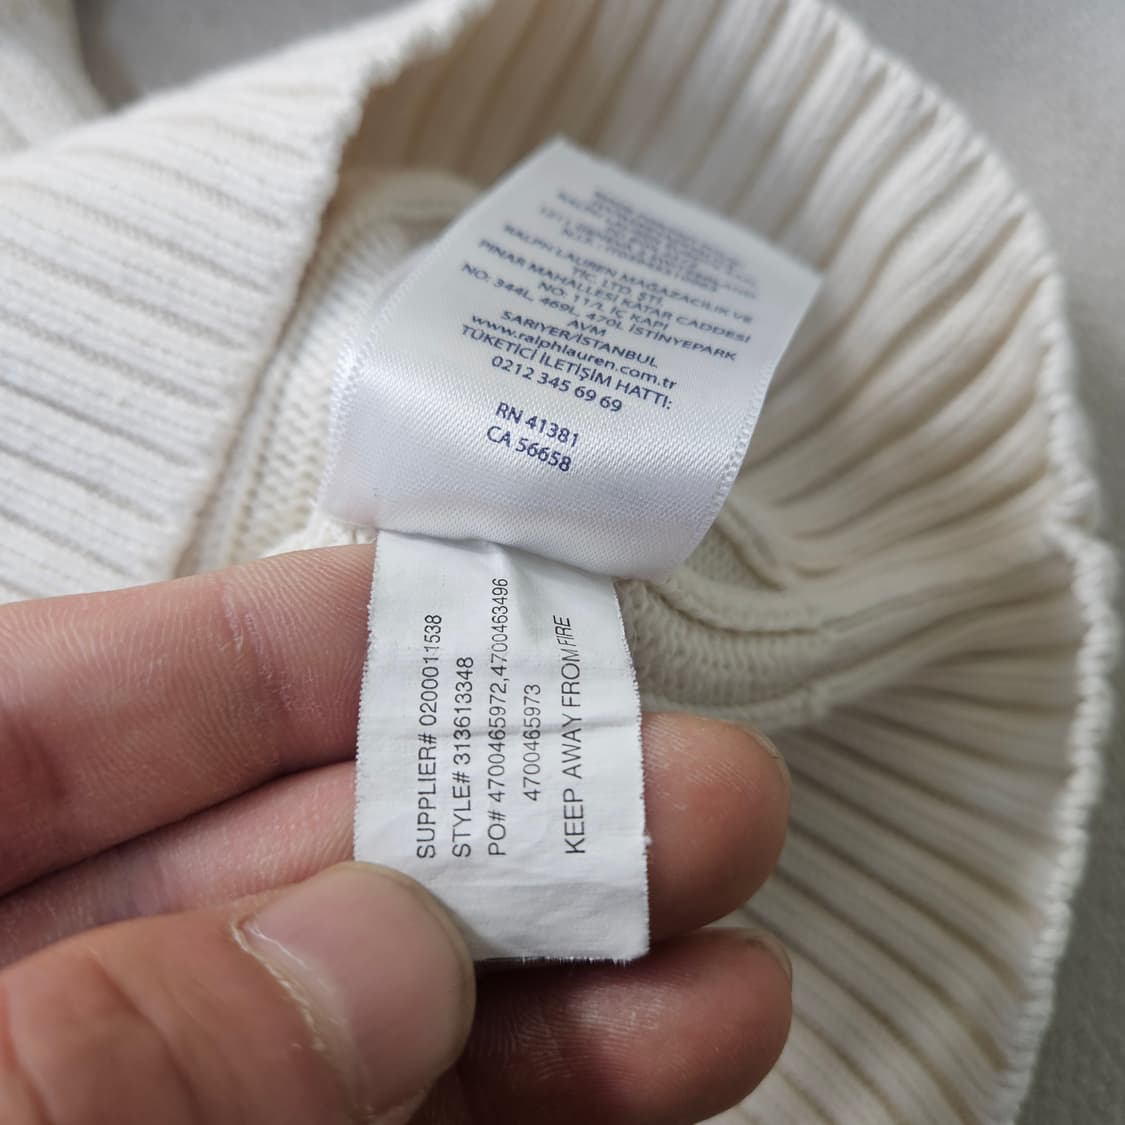 RALPH LAUREN MAĞAZACILIK VE
TİC. LTD. ŞTİ.
PINAR MAHALLESİ KATAR CADDESİ
NO: 11/1 İÇ KAPI
NO: 344L, 469L, 470L İSTİNYEPARK
AVM
SARIYER/İSTANBUL
www.ralphlauren.com.tr
TÜKETİCİ İLETİŞİM HATTI:
0212 345 69 69
RN 41381
CA 56658
SUPPLIER# 0200011538
STYLE# 313613348
PO# 4700465972,4700463496
4700465973
KEEP AWAY FROM FIRE